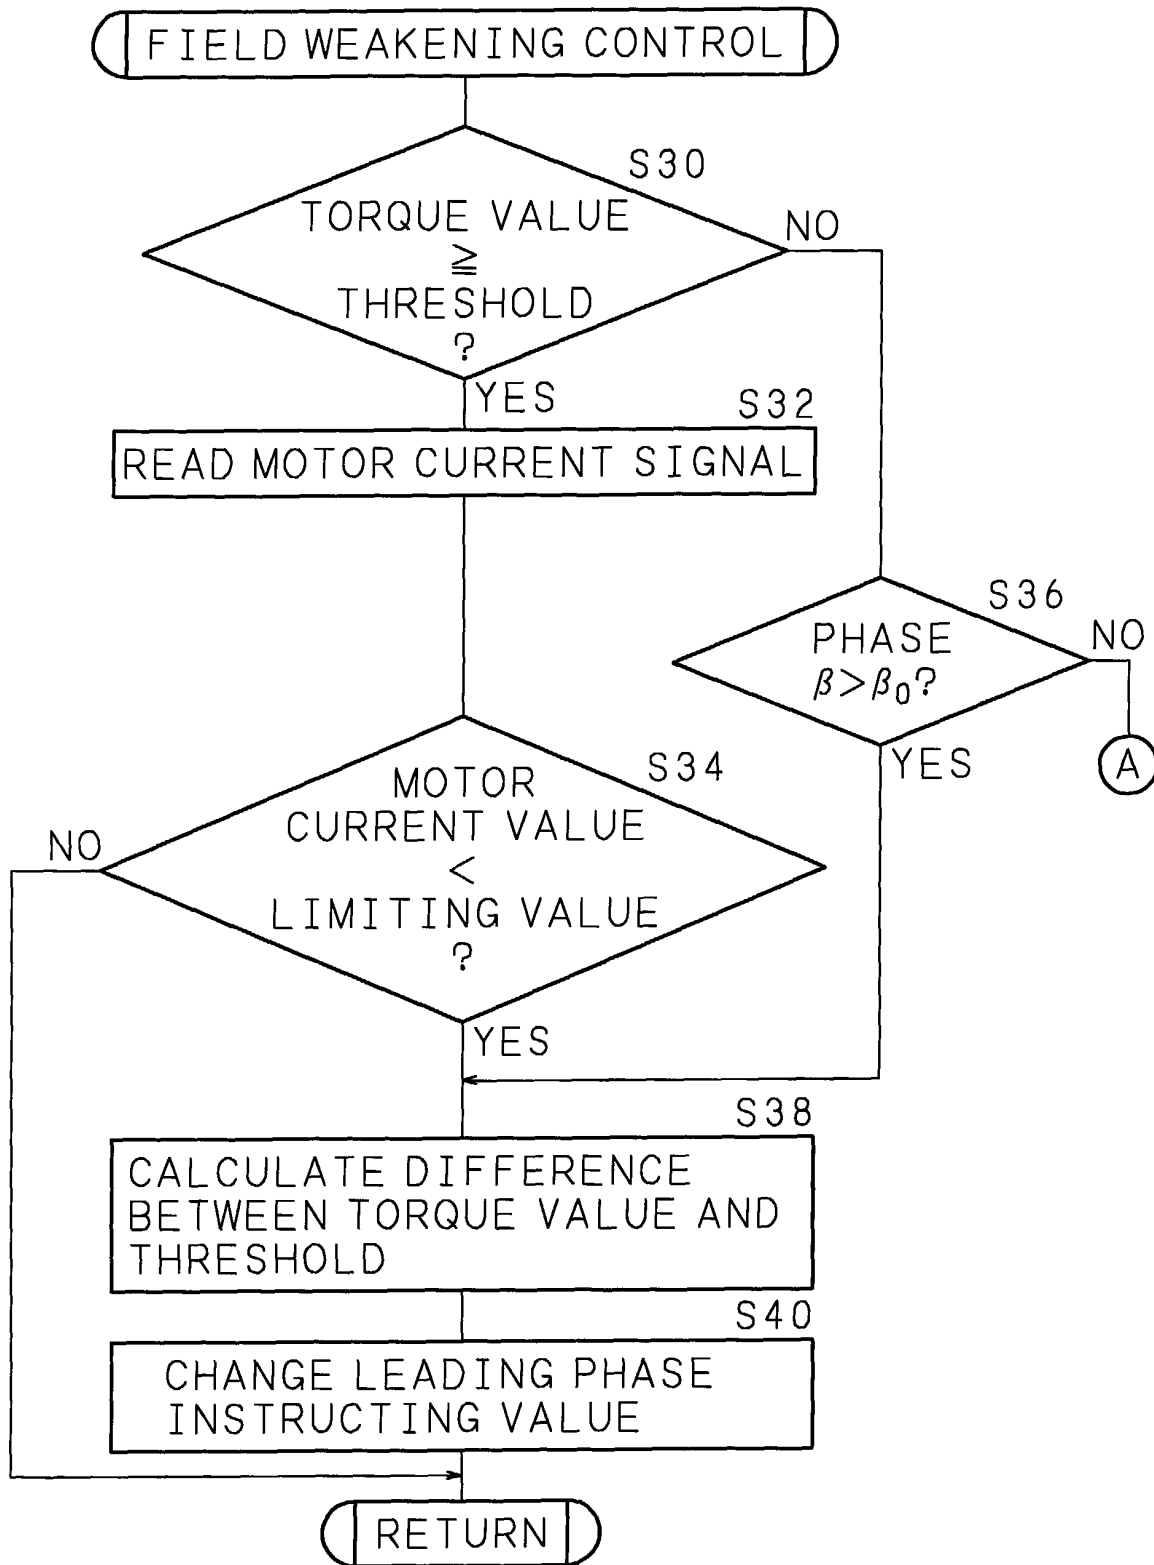 FIELD WEAKENING CONTROL
S30
TORQUE VALUE
≧
THRESHOLD
?
NO
YES
S32
READ MOTOR CURRENT SIGNAL
S36
PHASE
β>β0?
NO
YES
A
S34
MOTOR
CURRENT VALUE
<
LIMITING VALUE
?
NO
YES
S38
CALCULATE DIFFERENCE
BETWEEN TORQUE VALUE AND
THRESHOLD
S40
CHANGE LEADING PHASE
INSTRUCTING VALUE
RETURN